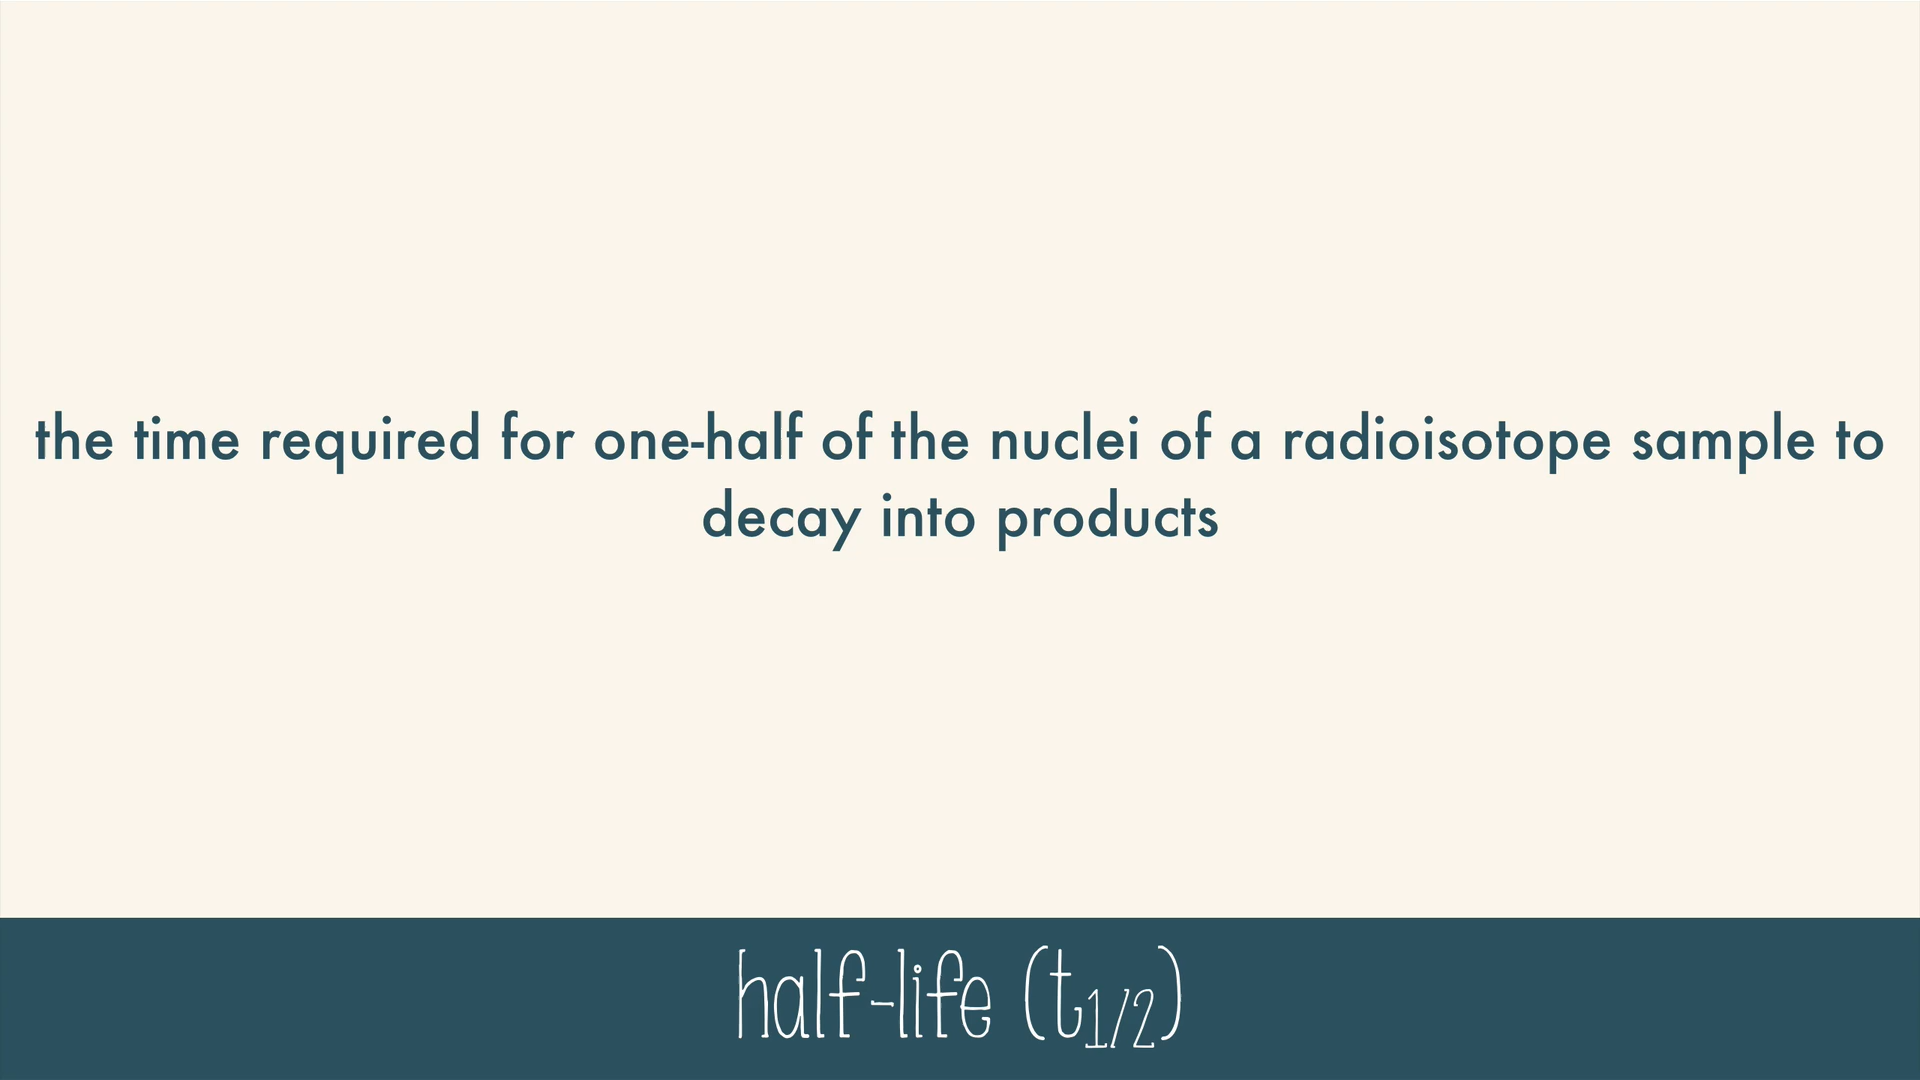 the time required for one-half of the nuclei of a radioisotope sample to
decay into products
half-life (t1/2)